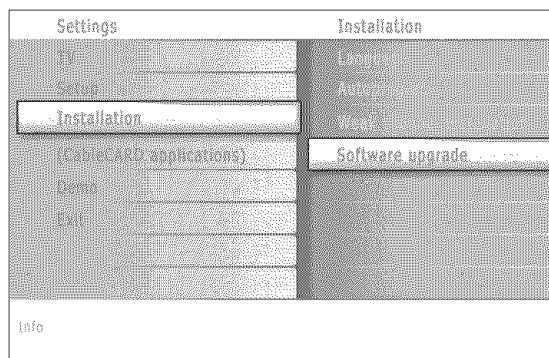 Settings
TV
Setup
Installation
(CableCARD applications)
Demo
Exit
Installation
Software upgrade
Info